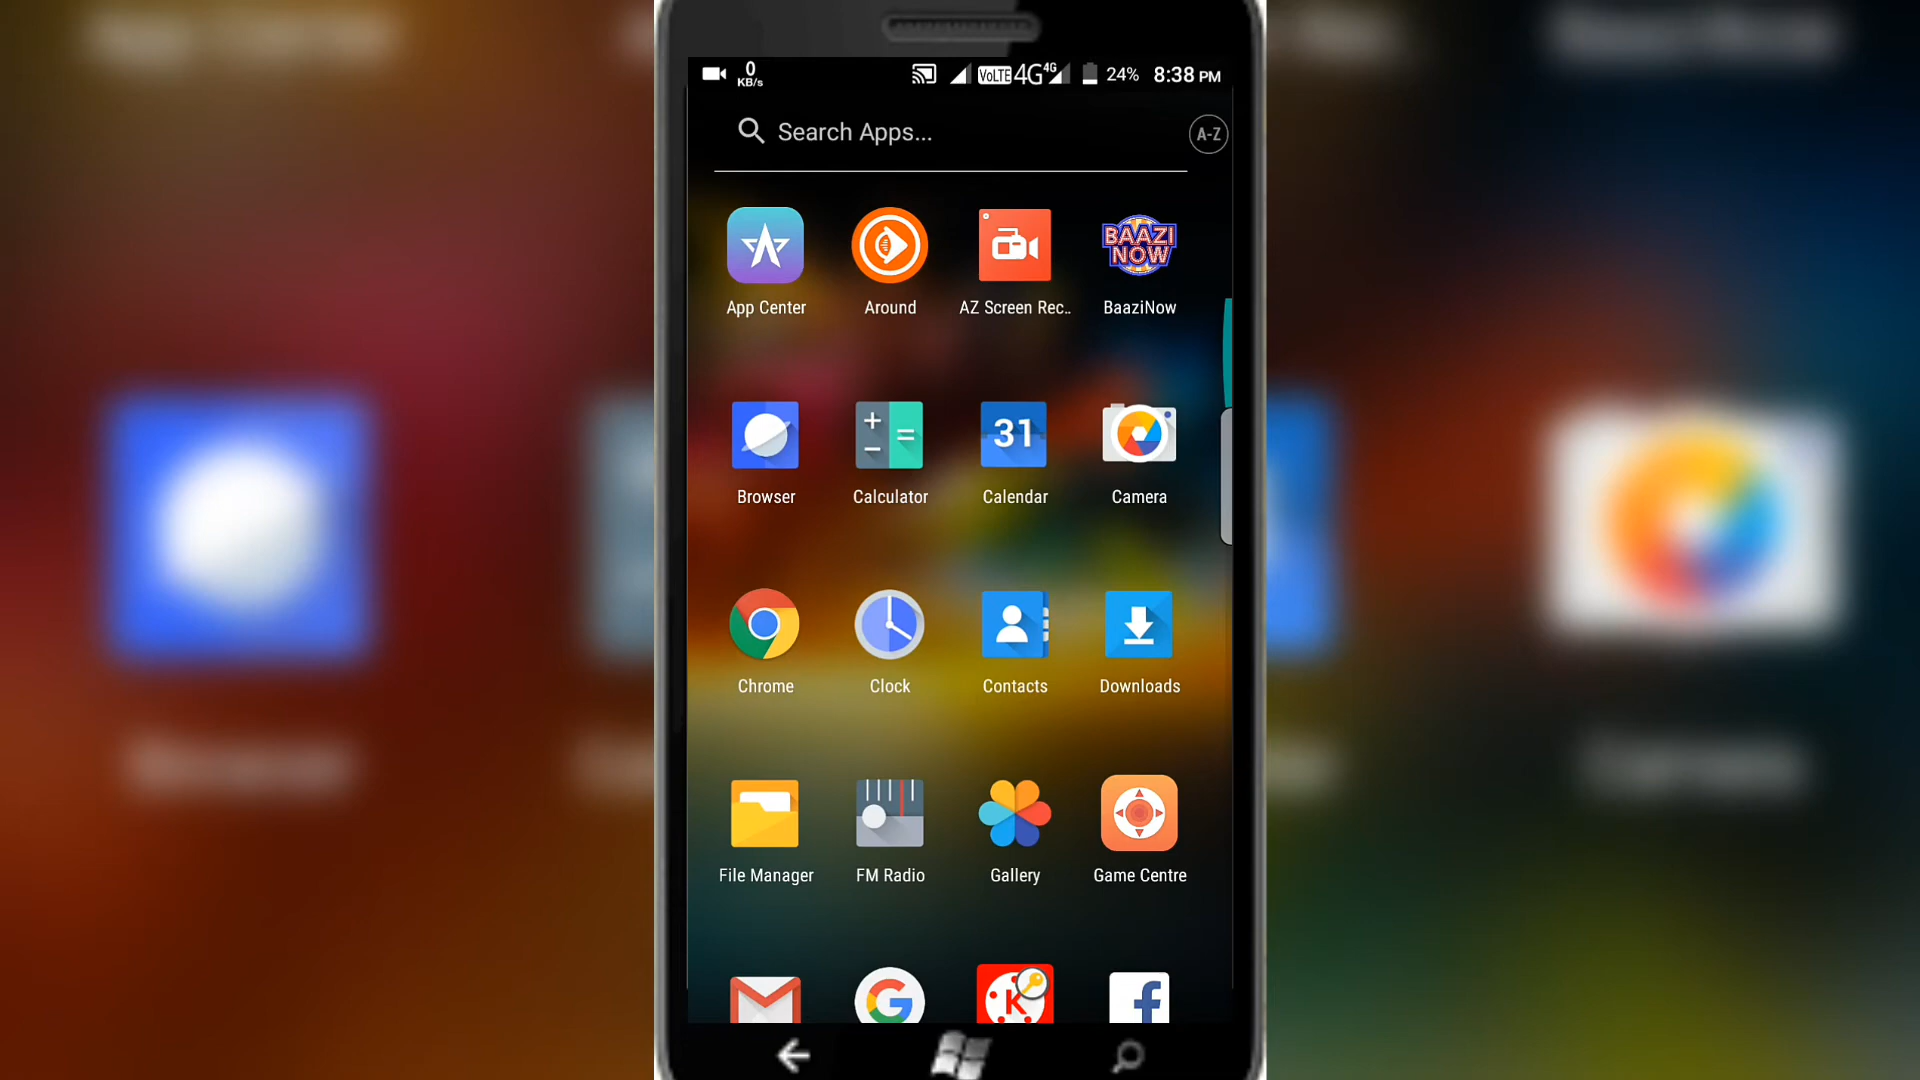 0
KB/s
VoLTE 4G 4G 24% 8:38 PM
Search Apps...
A-Z
BAAZI
NOW
App Center Around AZ Screen Rec.. BaaziNow
31
Browser Calculator Calendar Camera
Chrome Clock Contacts Downloads
File Manager FM Radio Gallery Game Centre
G K f